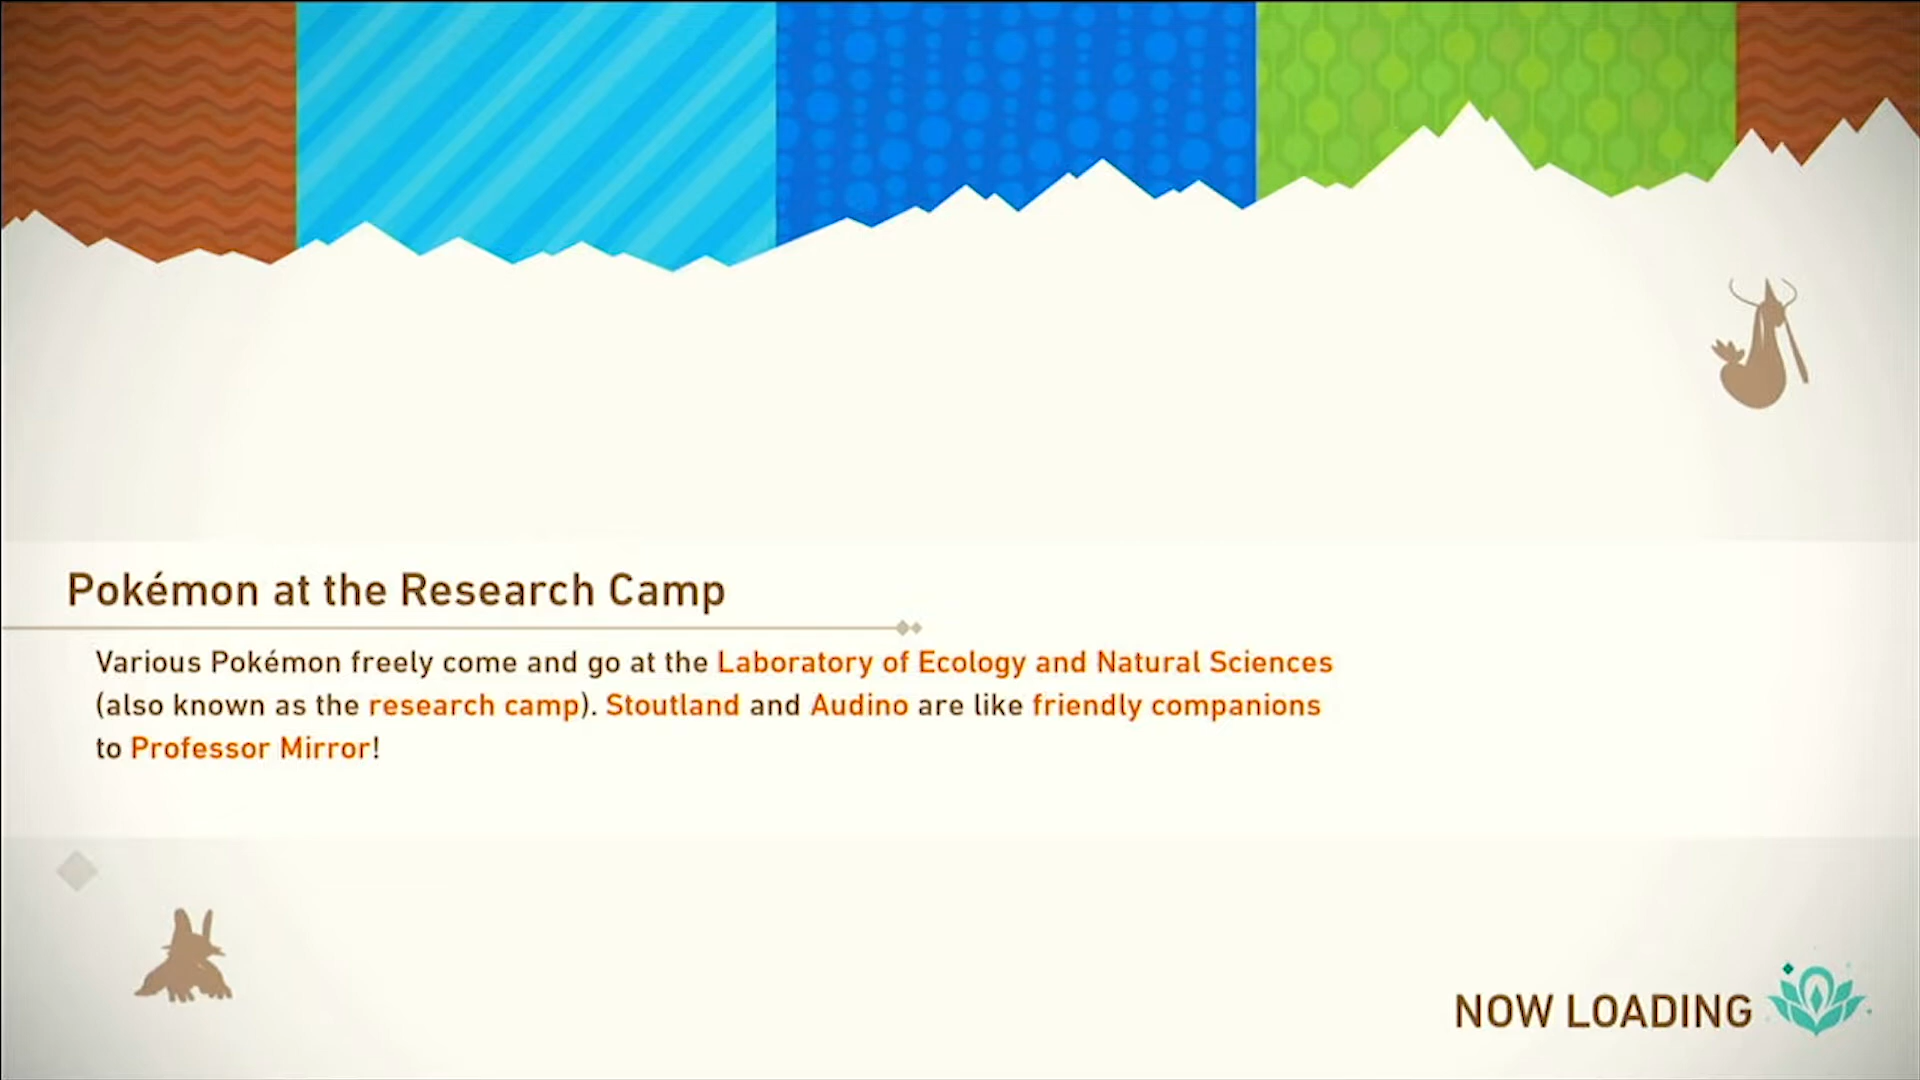 Pokémon at the Research Camp
Various Pokémon freely come and go at the Laboratory of Ecology and Natural Sciences
(also known as the research camp). Stoutland and Audino are like friendly companions
to Professor Mirror!
NOW LOADING